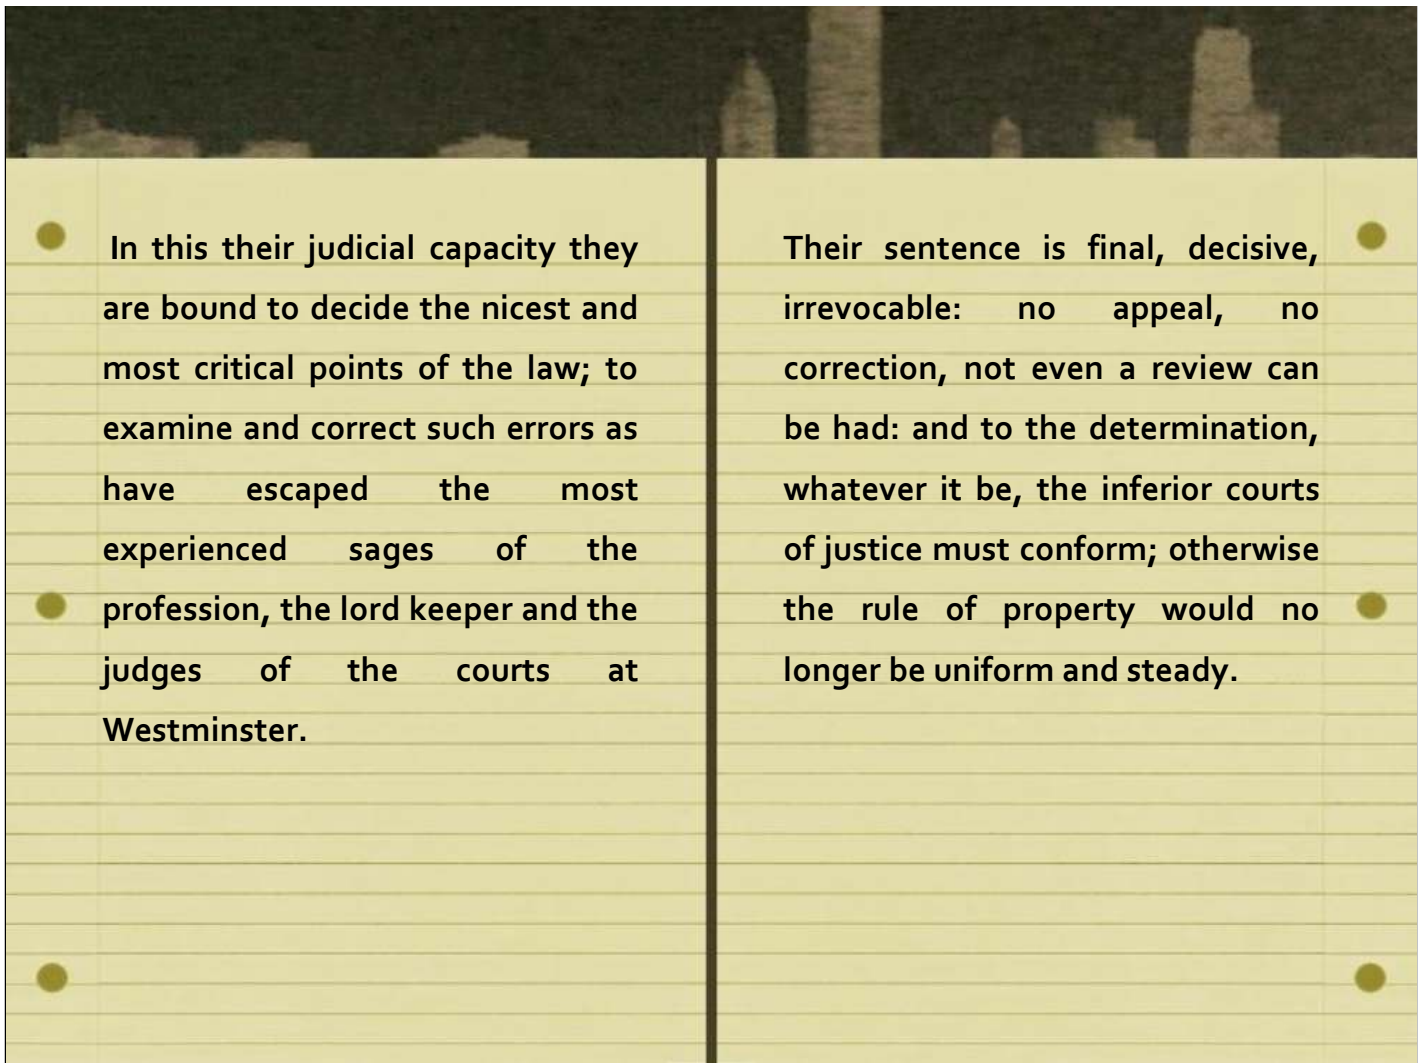 In this their judicial capacity they
are bound to decide the nicest and
most critical points of the law; to
examine and correct such errors as
have escaped the most
experienced sages of the
profession, the lord keeper and the
judges of the courts at
Westminster.
Their sentence is final, decisive,
irrevocable: no appeal, no
correction, not even a review can
be had: and to the determination,
whatever it be, the inferior courts
of justice must conform; otherwise
the rule of property would no
longer be uniform and steady.